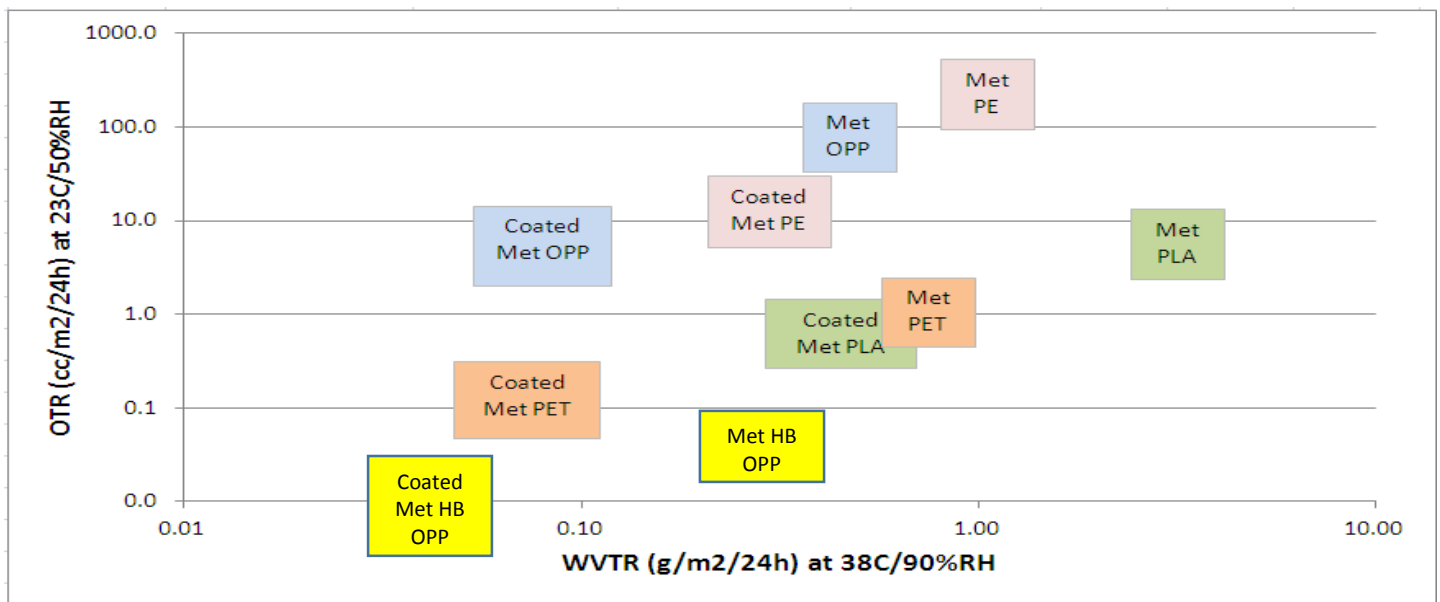 OTR (cc/m2/24h) at 23C/50%RH
1000.0
100.0
10.0
1.0
0.1
0.0
Met
PE
Met
OPP
Coated
Met PE
Coated
Met OPP
Met
PLA
Met
PET
Coated
Met PLA
Coated
Met PET
Met HB
OPP
Coated
Met HB
OPP
0.01
0.10
1.00
10.00
WVTR (g/m2/24h) at 38C/90%RH